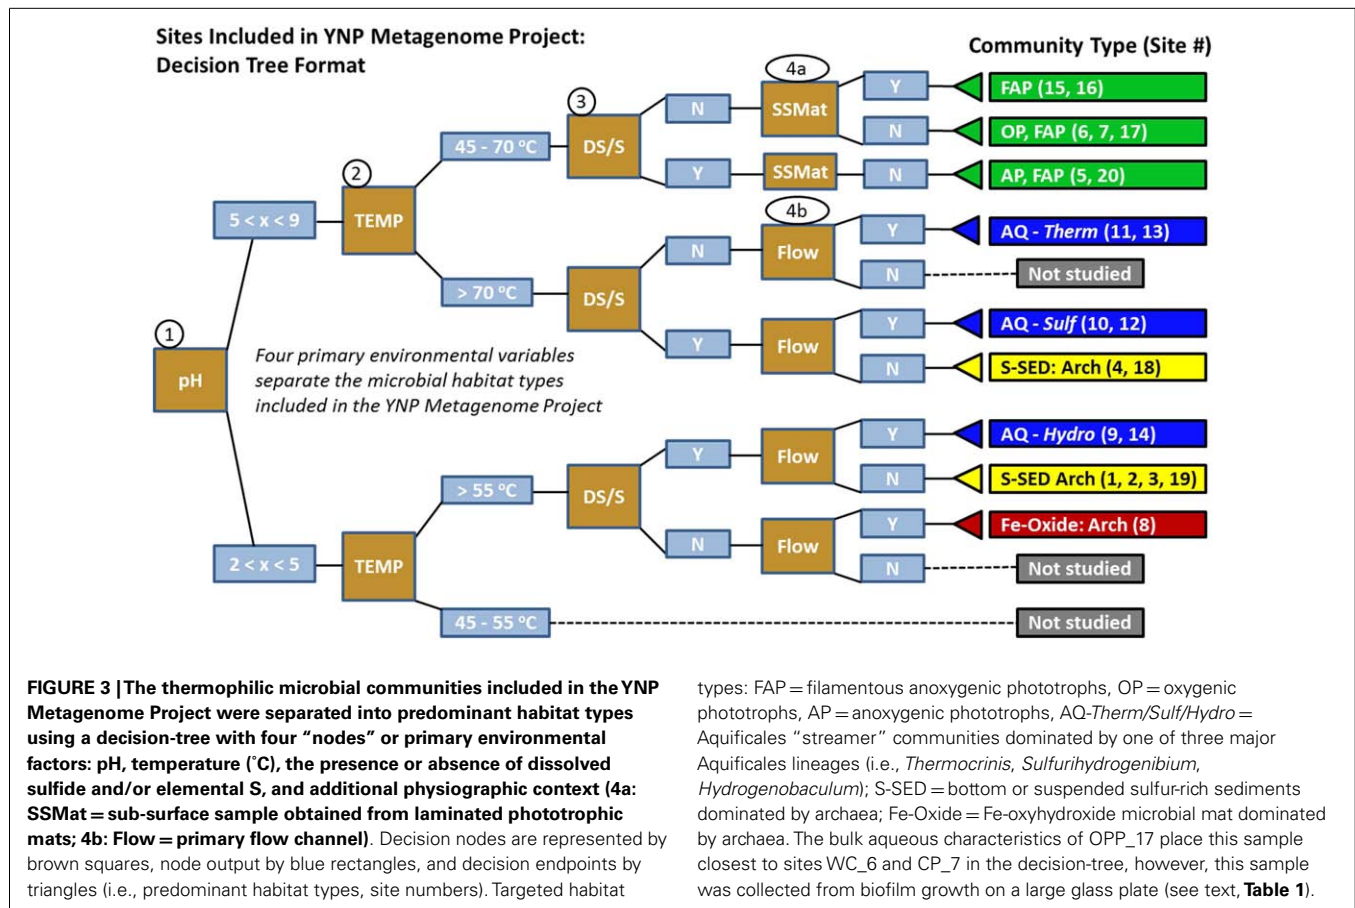 Sites Included in YNP Metagenome Project:
Decision Tree Format
Community Type (Site #)
1
pH
5 < x < 9
2 < x < 5
2
TEMP
TEMP
45 - 70 °C
> 70 °C
> 55 °C
45 - 55 °C
3
DS/S
DS/S
DS/S
N
Y
N
Y
Y
N
4a
SSMat
SSMat
4b
Flow
Flow
Flow
Flow
Y
N
N
Y
N
Y
N
Y
N
Y
N
FAP (15, 16)
OP, FAP (6, 7, 17)
AP, FAP (5, 20)
AQ - Therm (11, 13)
Not studied
AQ - Sulf (10, 12)
S-SED: Arch (4, 18)
AQ - Hydro (9, 14)
S-SED Arch (1, 2, 3, 19)
Fe-Oxide: Arch (8)
Not studied
Not studied
Four primary environmental variables
separate the microbial habitat types
included in the YNP Metagenome Project
FIGURE 3 | The thermophilic microbial communities included in the YNP
Metagenome Project were separated into predominant habitat types
using a decision-tree with four “nodes” or primary environmental
factors: pH, temperature (°C), the presence or absence of dissolved
sulfide and/or elemental S, and additional physiographic context (4a:
SSMat = sub-surface sample obtained from laminated phototrophic
mats; 4b: Flow = primary flow channel). Decision nodes are represented by
brown squares, node output by blue rectangles, and decision endpoints by
triangles (i.e., predominant habitat types, site numbers). Targeted habitat
types: FAP = filamentous anoxygenic phototrophs, OP = oxygenic
phototrophs, AP = anoxygenic phototrophs, AQ-Therm/Sulf/Hydro =
Aquificales “streamer” communities dominated by one of three major
Aquificales lineages (i.e., Thermocrinis, Sulfurihydrogenibium,
Hydrogenobaculum); S-SED = bottom or suspended sulfur-rich sediments
dominated by archaea; Fe-Oxide = Fe-oxyhydroxide microbial mat dominated
by archaea. The bulk aqueous characteristics of OPP_17 place this sample
closest to sites WC_6 and CP_7 in the decision-tree, however, this sample
was collected from biofilm growth on a large glass plate (see text, Table 1).